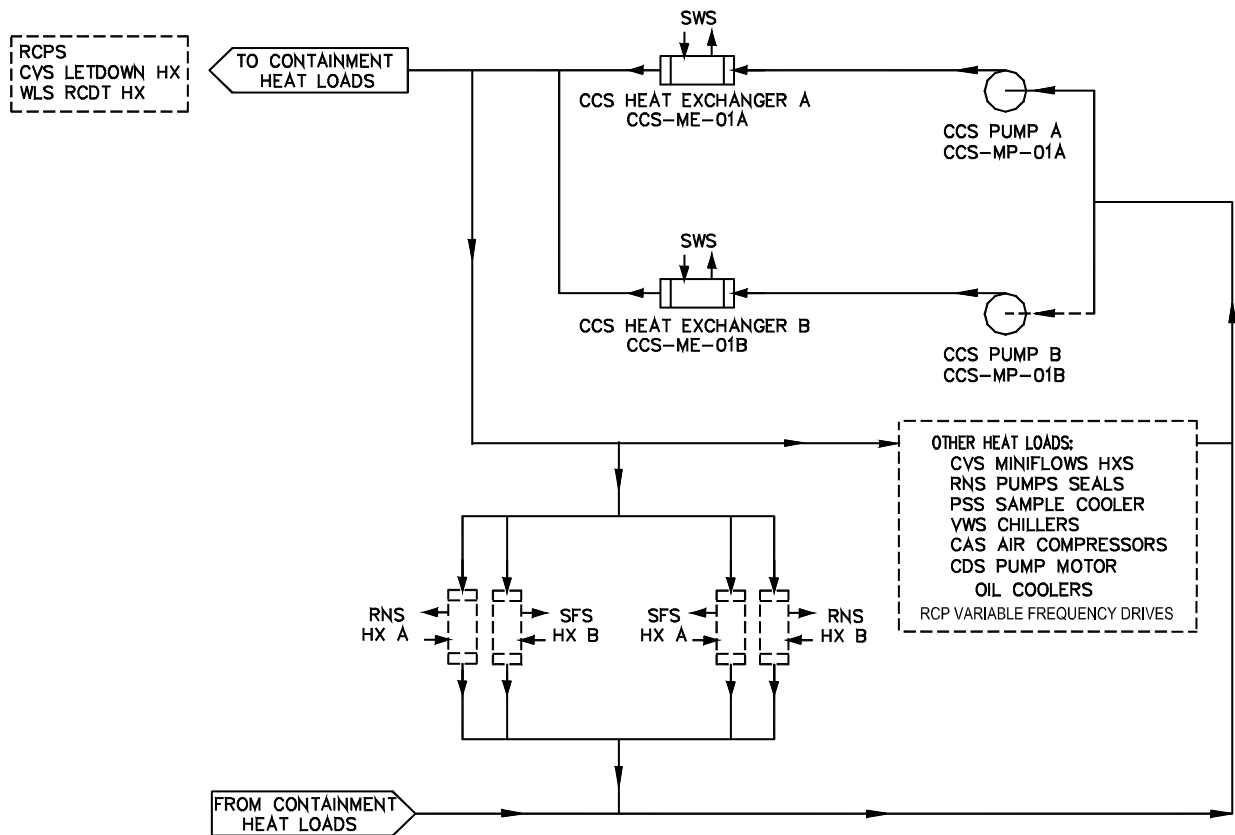 RCPS
CVS LETDOWN HX
WLS RCDT HX
TO CONTAINMENT
HEAT LOADS
SWS
CCS HEAT EXCHANGER A
CCS-ME-01A
CCS PUMP A
CCS-MP-01A
SWS
CCS HEAT EXCHANGER B
CCS-ME-01B
CCS PUMP B
CCS-MP-01B
OTHER HEAT LOADS:
CVS MINIFLOWS HXS
RNS PUMPS SEALS
PSS SAMPLE COOLER
VWS CHILLERS
CAS AIR COMPRESSORS
CDS PUMP MOTOR
OIL COOLERS
RCP VARIABLE FREQUENCY DRIVES
RNS
HX A
SFS
HX B
SFS
HX A
RNS
HX B
FROM CONTAINMENT
HEAT LOADS